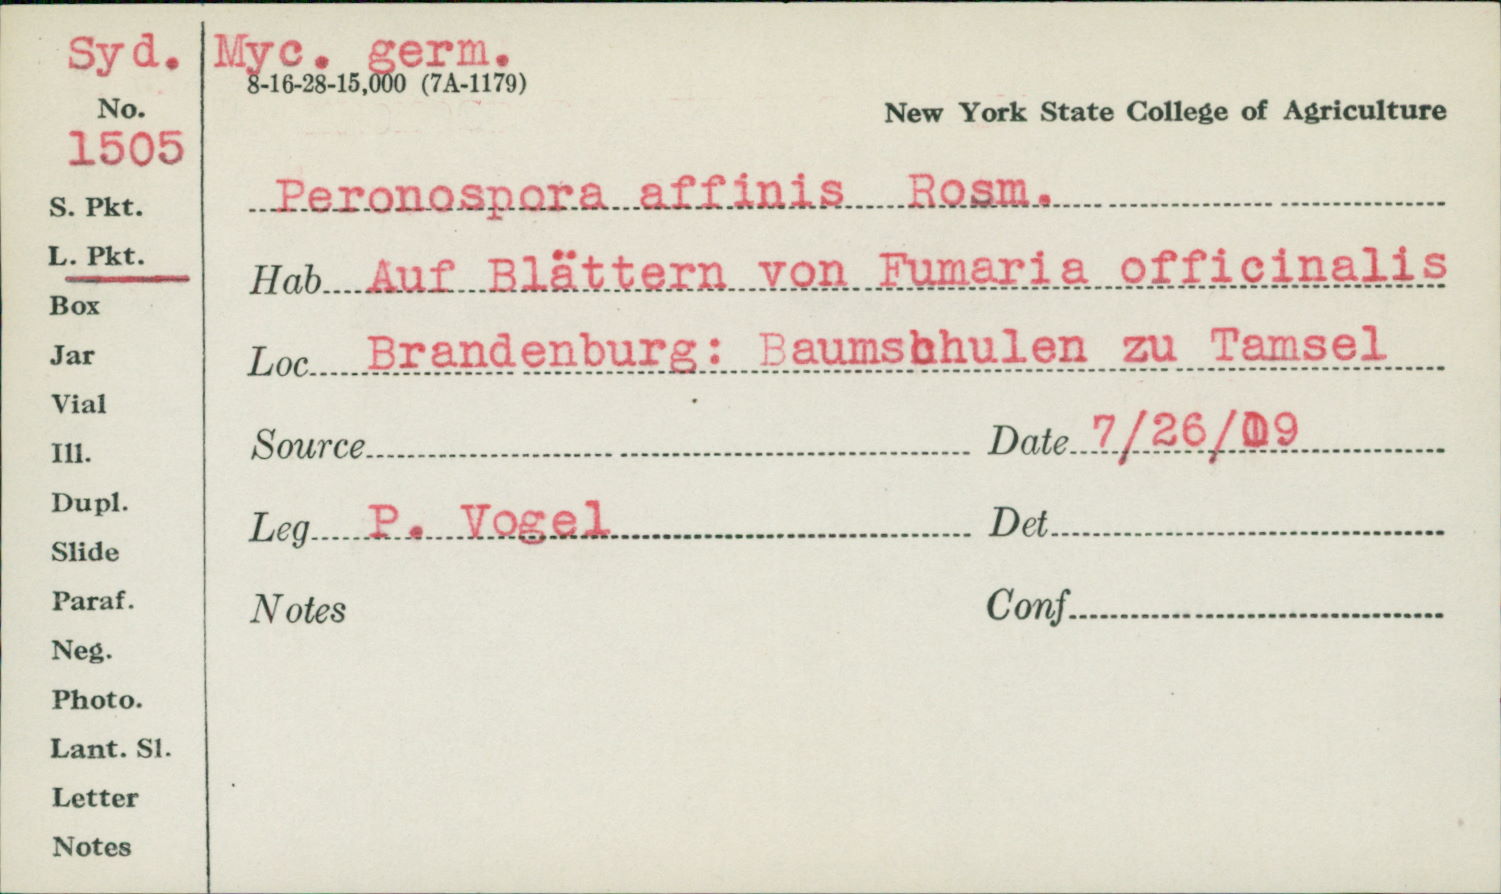 Syd. Myc. germ.
8-16-28-15,000 (7A-1179)
No.
New York State College of Agriculture
1505
Peronospora affinis Rosm.
S. Pkt.
L. Pkt.
Hab Auf Blättern von Fumaria officinalis
Box
Jar
Loc Brandenburg: Baumschulen zu Tamsel
Vial
Ill.
Source Date 7/26/09
Dupl.
Leg P. Vogel Det
Slide
Paraf.
Notes Conf
Neg.
Photo.
Lant. Sl.
Letter
Notes